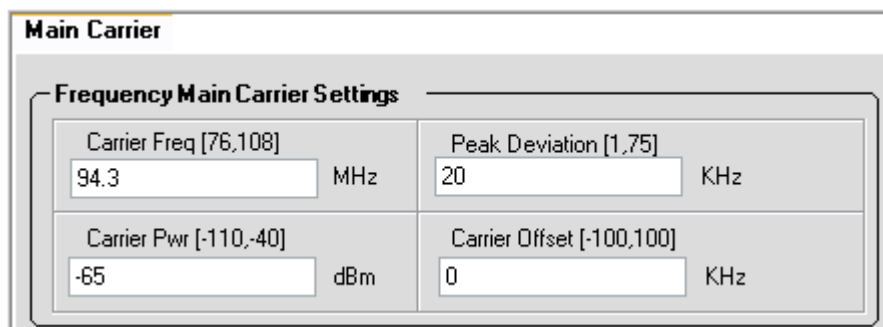 Main Carrier
Frequency Main Carrier Settings
Carrier Freq [76,108]
94.3 MHz
Peak Deviation [1,75]
20 KHz
Carrier Pwr [-110,-40]
-65 dBm
Carrier Offset [-100,100]
0 KHz